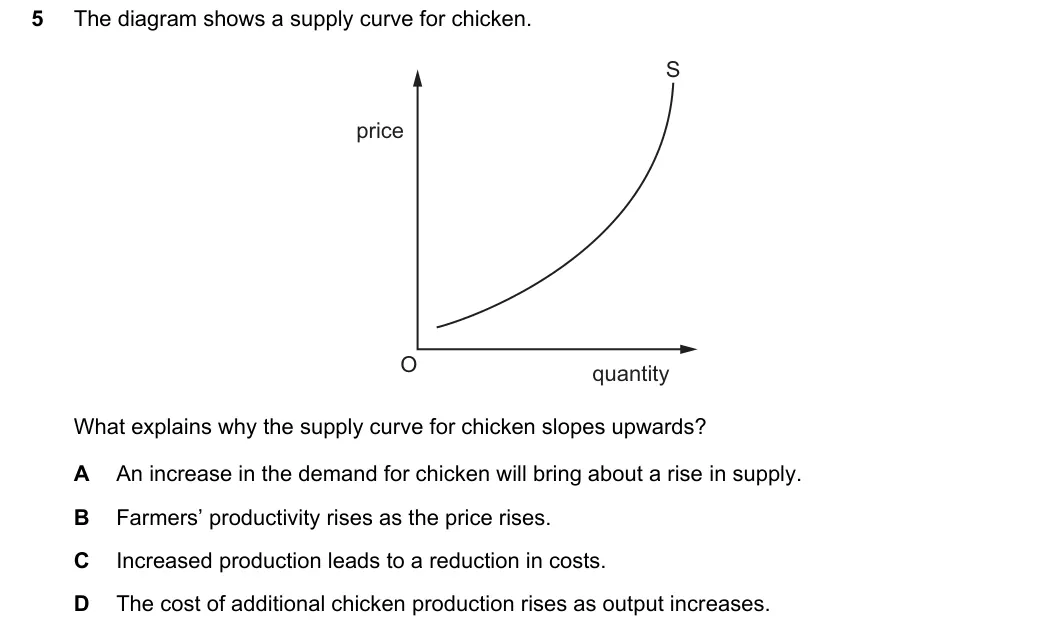 5 The diagram shows a supply curve for chicken.
S
price
O
quantity
What explains why the supply curve for chicken slopes upwards?
A An increase in the demand for chicken will bring about a rise in supply.
B Farmers’ productivity rises as the price rises.
C Increased production leads to a reduction in costs.
D The cost of additional chicken production rises as output increases.